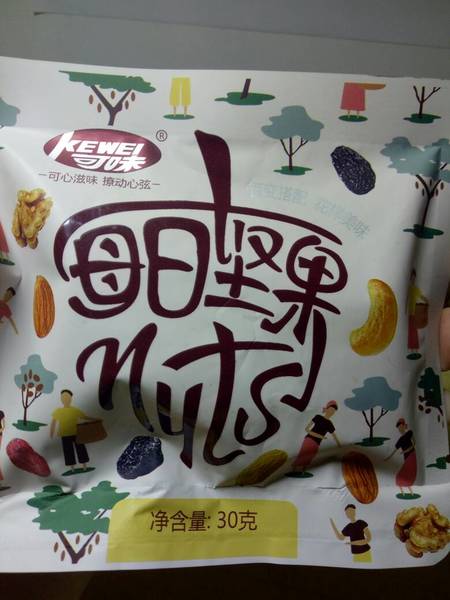 KEWEI®
可味
—可心滋味 撩动心弦—
每日坚果
nuts
净含量: 30克